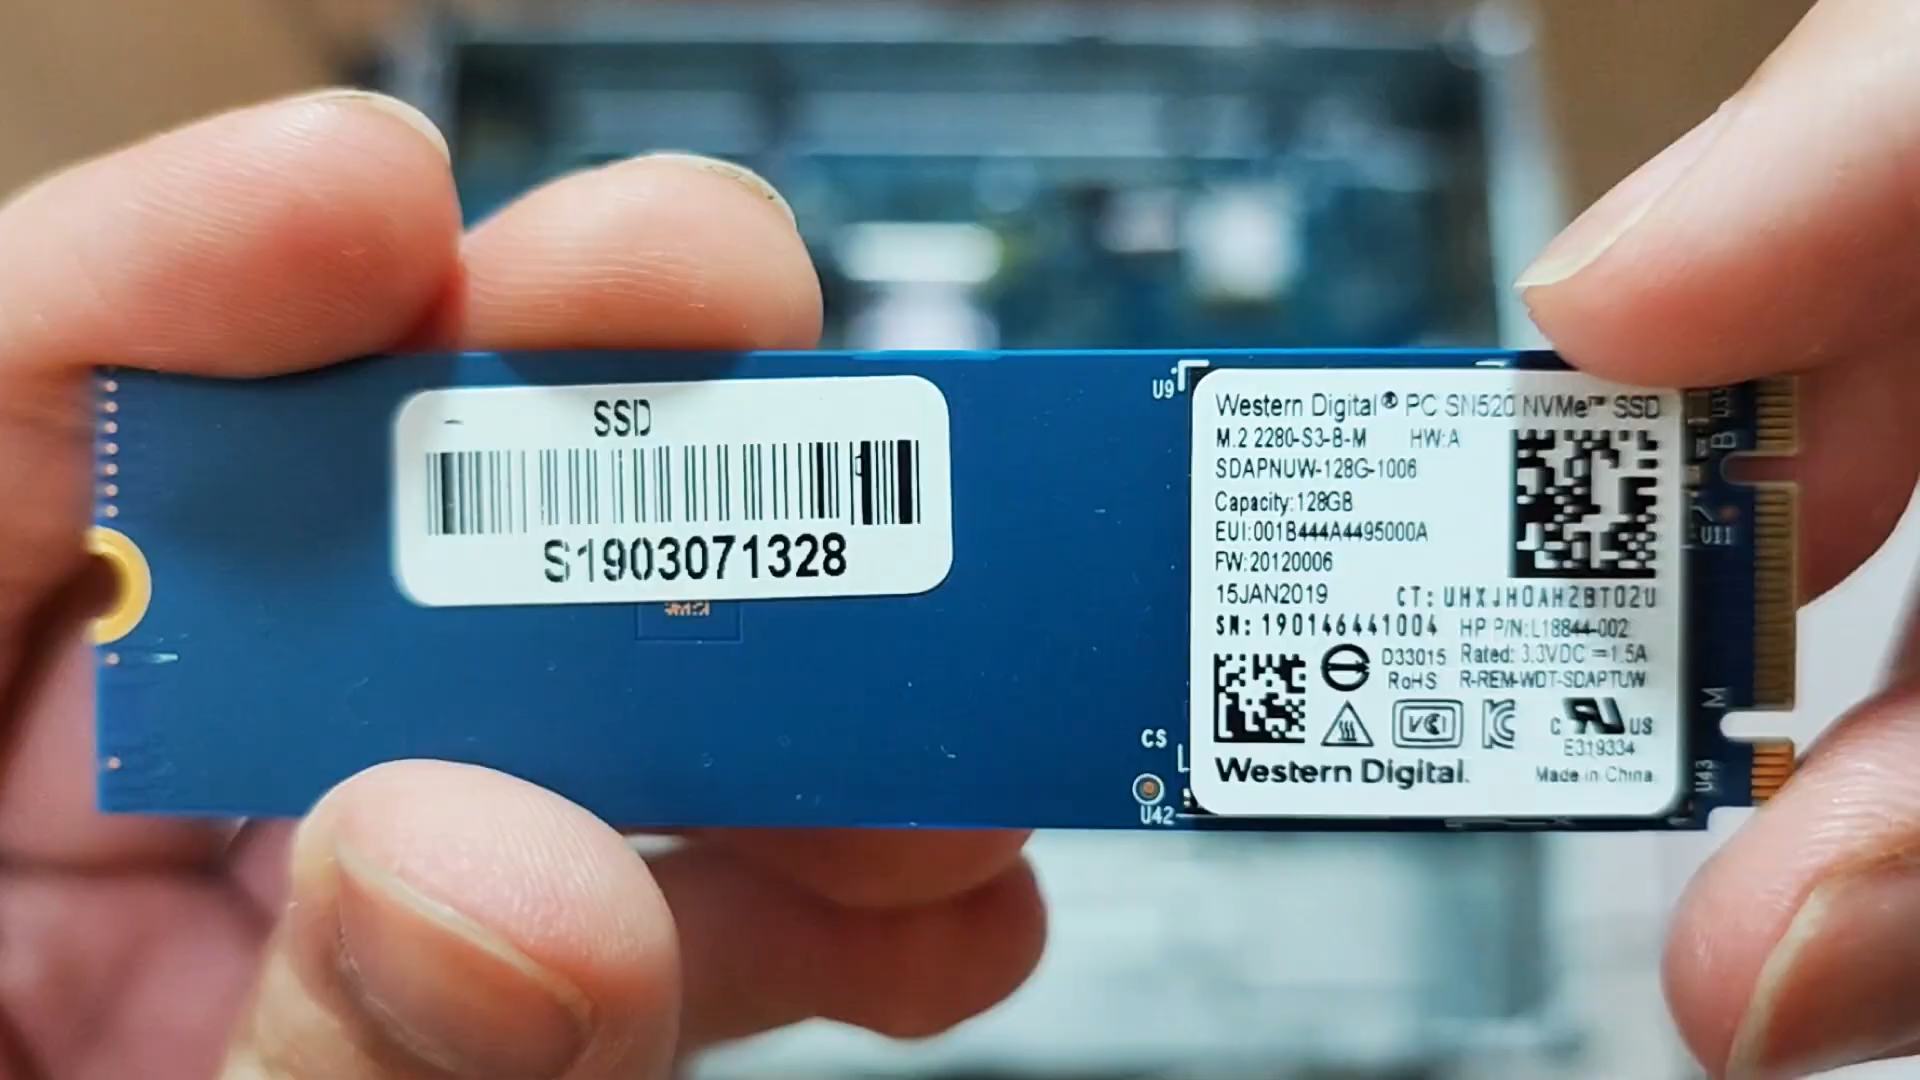 SSD
S1903071328
U9
Western Digital® PC SN520 NVMe™ SSD
M.2 2280-S3-B-M HW:A
SDAPNUW-128G-1006
Capacity:128GB
EUI:001B444A4495000A
FW:20120006
15JAN2019 CT: UHXJH0AH2BT02U
SN: 190146441004 HP P/N:L18844-002
D33015 Rated: 3.3VDC ⎓1.5A
RoHS R-REM-WDT-SDAPTUW
VCI
C US
E319334
Western Digital.
Made in China
CS
U42
B
U11
M
U43